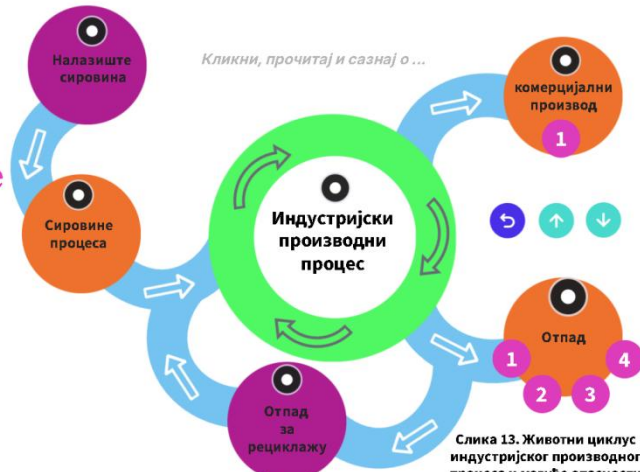 Налазиште
сировина
Кликни, прочитај и сазнај о ...
комерцијални
производ
1
Сировине
процеса
Индустријски
производни
процес
Отпад
1
2
3
4
Отпад
за
рециклажу
Слика 13. Животни циклус
индустријског производног